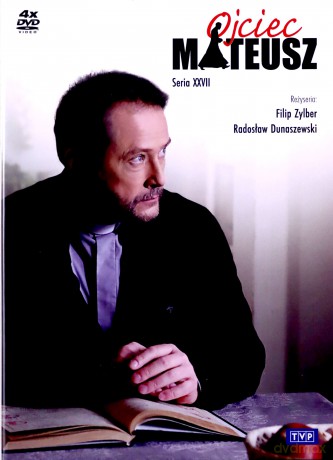 4x
DVD
VIDEO
Ojciec
MATEUSZ
Seria XXVII
Reżyseria:
Filip Zylber
Radosław Dunaszewski
TVP